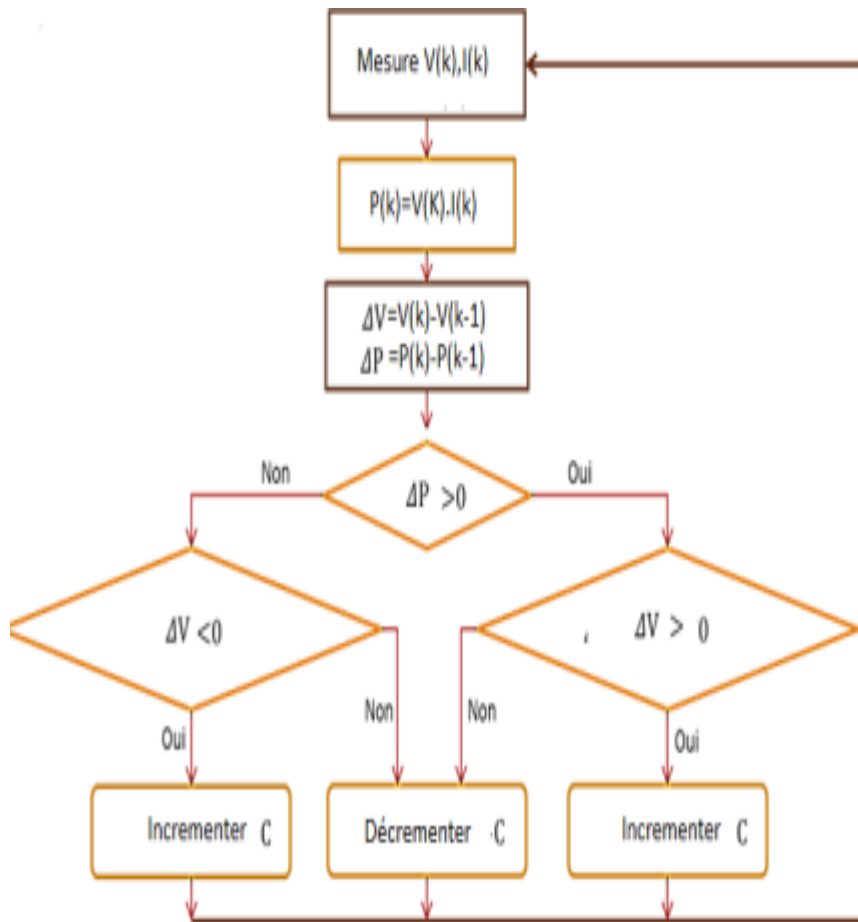 Mesure V(k),I(k)
P(k)=V(K).I(k)
ΔV=V(k)-V(k-1)
ΔP =P(k)-P(k-1)
Non
Oui
ΔP >0
ΔV <0
ΔV > 0
Non
Non
Oui
Oui
Incrementer C
Décrementer C
Incrementer C